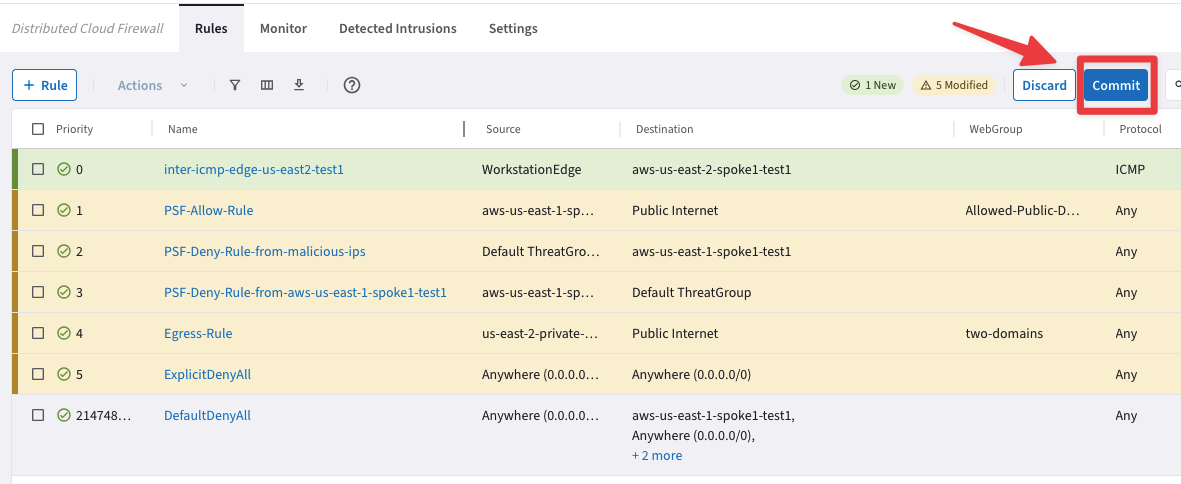 Distributed Cloud Firewall Rules Monitor Detected Intrusions Settings
+ Rule Actions 1 New 5 Modified Discard Commit
Priority Name Source Destination WebGroup Protocol
0 inter-icmp-edge-us-east2-test1 WorkstationEdge aws-us-east-2-spoke1-test1 ICMP
1 PSF-Allow-Rule aws-us-east-1-sp… Public Internet Allowed-Public-D… Any
2 PSF-Deny-Rule-from-malicious-ips Default ThreatGro… aws-us-east-1-spoke1-test1 Any
3 PSF-Deny-Rule-from-aws-us-east-1-spoke1-test1 aws-us-east-1-sp… Default ThreatGroup Any
4 Egress-Rule us-east-2-private-… Public Internet two-domains Any
5 ExplicitDenyAll Anywhere (0.0.0.… Anywhere (0.0.0.0/0) Any
214748… DefaultDenyAll Anywhere (0.0.0.… aws-us-east-1-spoke1-test1, Any
Anywhere (0.0.0.0/0),
+ 2 more